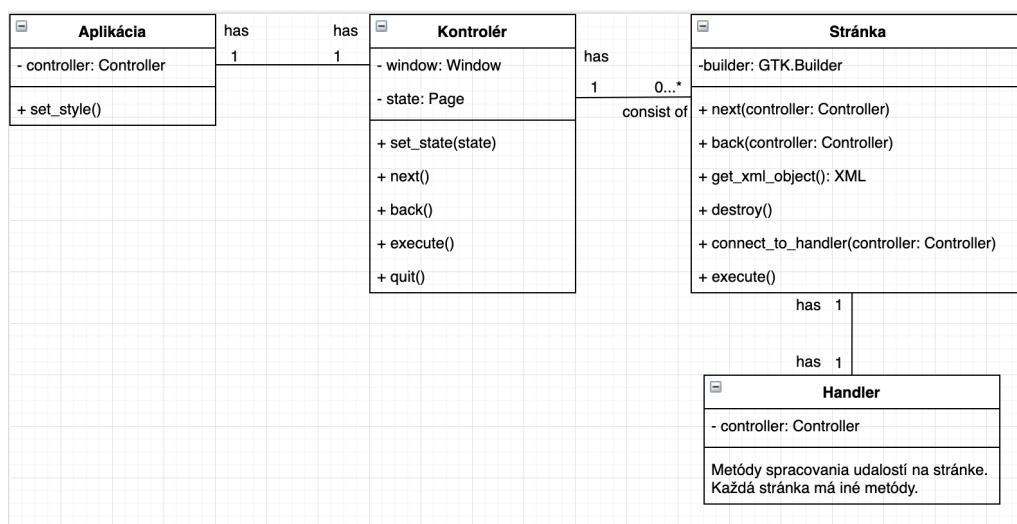 Aplikácia
- controller: Controller
+ set_style()
has
has
1
1
Kontrolér
- window: Window
- state: Page
+ set_state(state)
+ next()
+ back()
+ execute()
+ quit()
has
1
0...*
consist of
Stránka
-builder: GTK.Builder
+ next(controller: Controller)
+ back(controller: Controller)
+ get_xml_object(): XML
+ destroy()
+ connect_to_handler(controller: Controller)
+ execute()
has 1
has 1
Handler
- controller: Controller
Metódy spracovania udalostí na stránke.
Každá stránka má iné metódy.